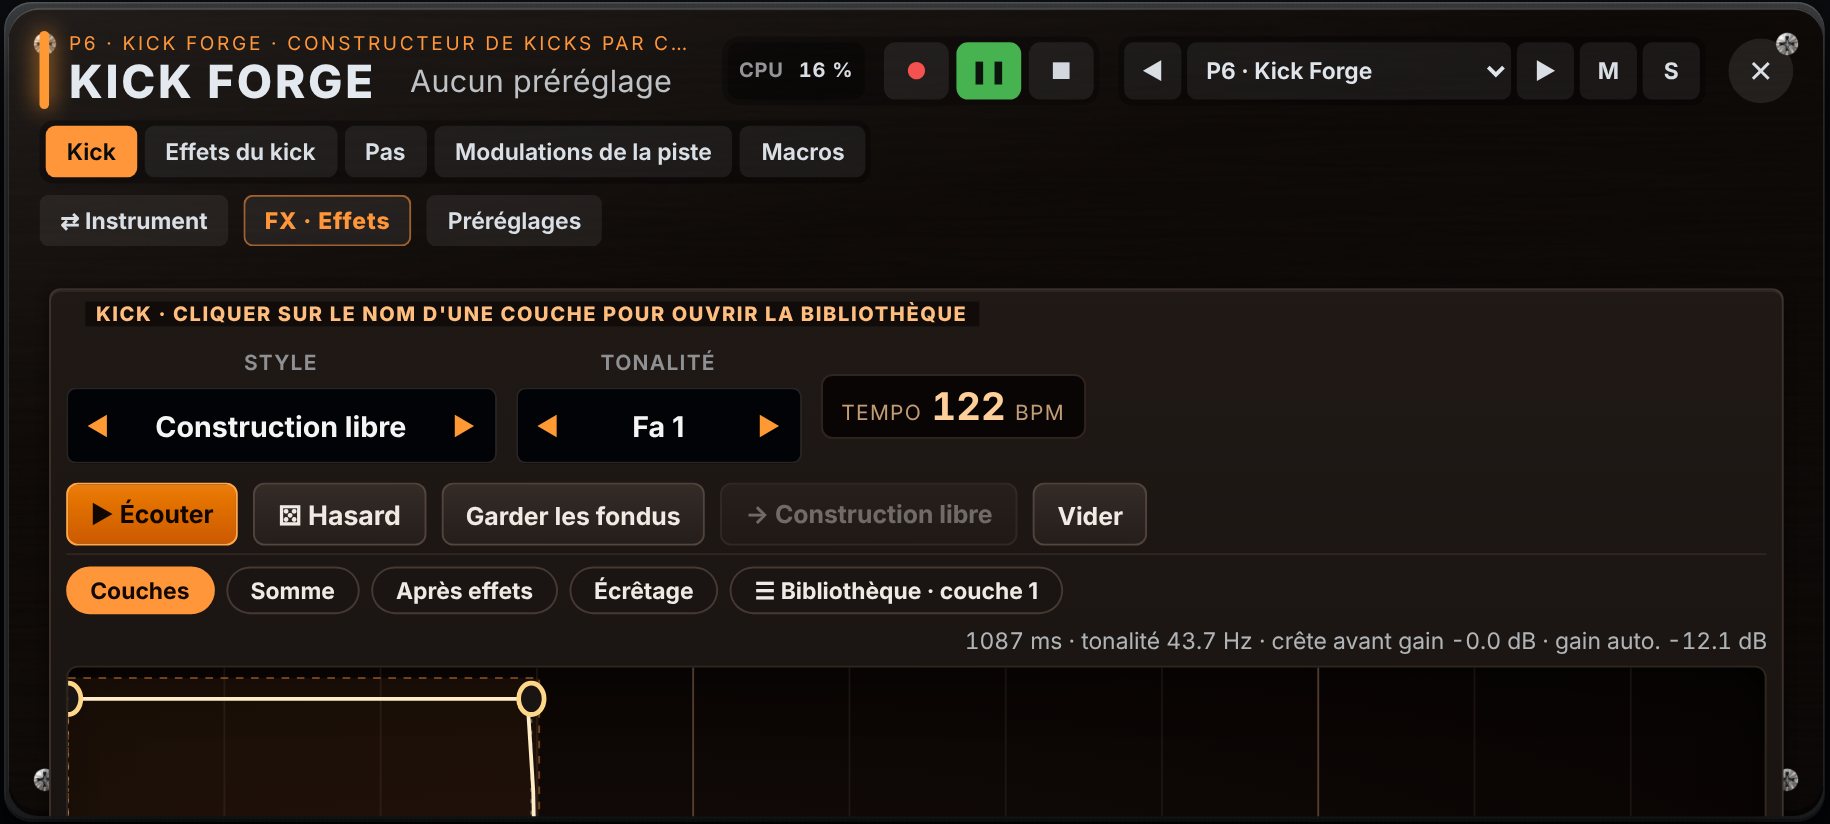 P6 · KICK FORGE · CONSTRUCTEUR DE KICKS PAR C…
KICK FORGE Aucun préréglage
CPU 16 %
P6 · Kick Forge
M S ×
Kick Effets du kick Pas Modulations de la piste Macros
⇄ Instrument FX · Effets Préréglages
KICK · CLIQUER SUR LE NOM D'UNE COUCHE POUR OUVRIR LA BIBLIOTHÈQUE
STYLE TONALITÉ
◀ Construction libre ▶ ◀ Fa 1 ▶ TEMPO 122 BPM
▶ Écouter ⚄ Hasard Garder les fondus → Construction libre Vider
Couches Somme Après effets Écrêtage ☰ Bibliothèque · couche 1
1087 ms · tonalité 43.7 Hz · crête avant gain -0.0 dB · gain auto. -12.1 dB